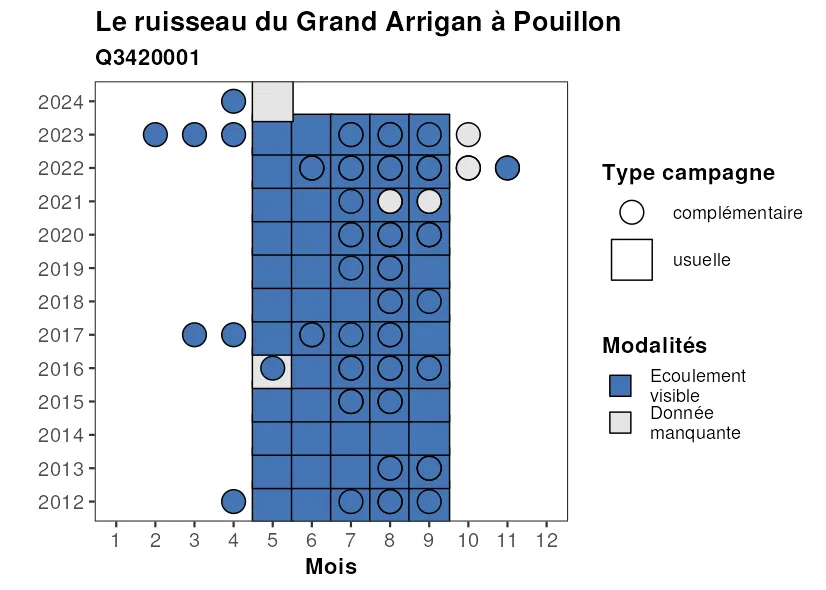 Le ruisseau du Grand Arrigan à Pouillon
Q3420001
2024
2023
2022
2021
2020
2019
2018
2017
2016
2015
2014
2013
2012
1 2 3 4 5 6 7 8 9 10 11 12
Mois
Type campagne
complémentaire
usuelle
Modalités
Ecoulement
visible
Donnée
manquante